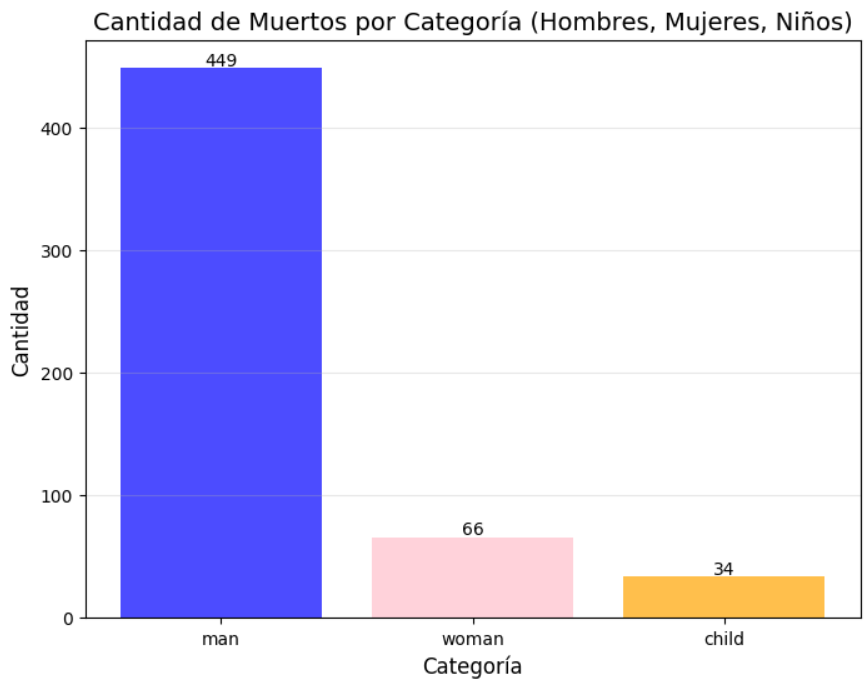 Cantidad de Muertos por Categoría (Hombres, Mujeres, Niños)
449
400
300
200
100
0
Cantidad
66
34
man
woman
child
Categoría